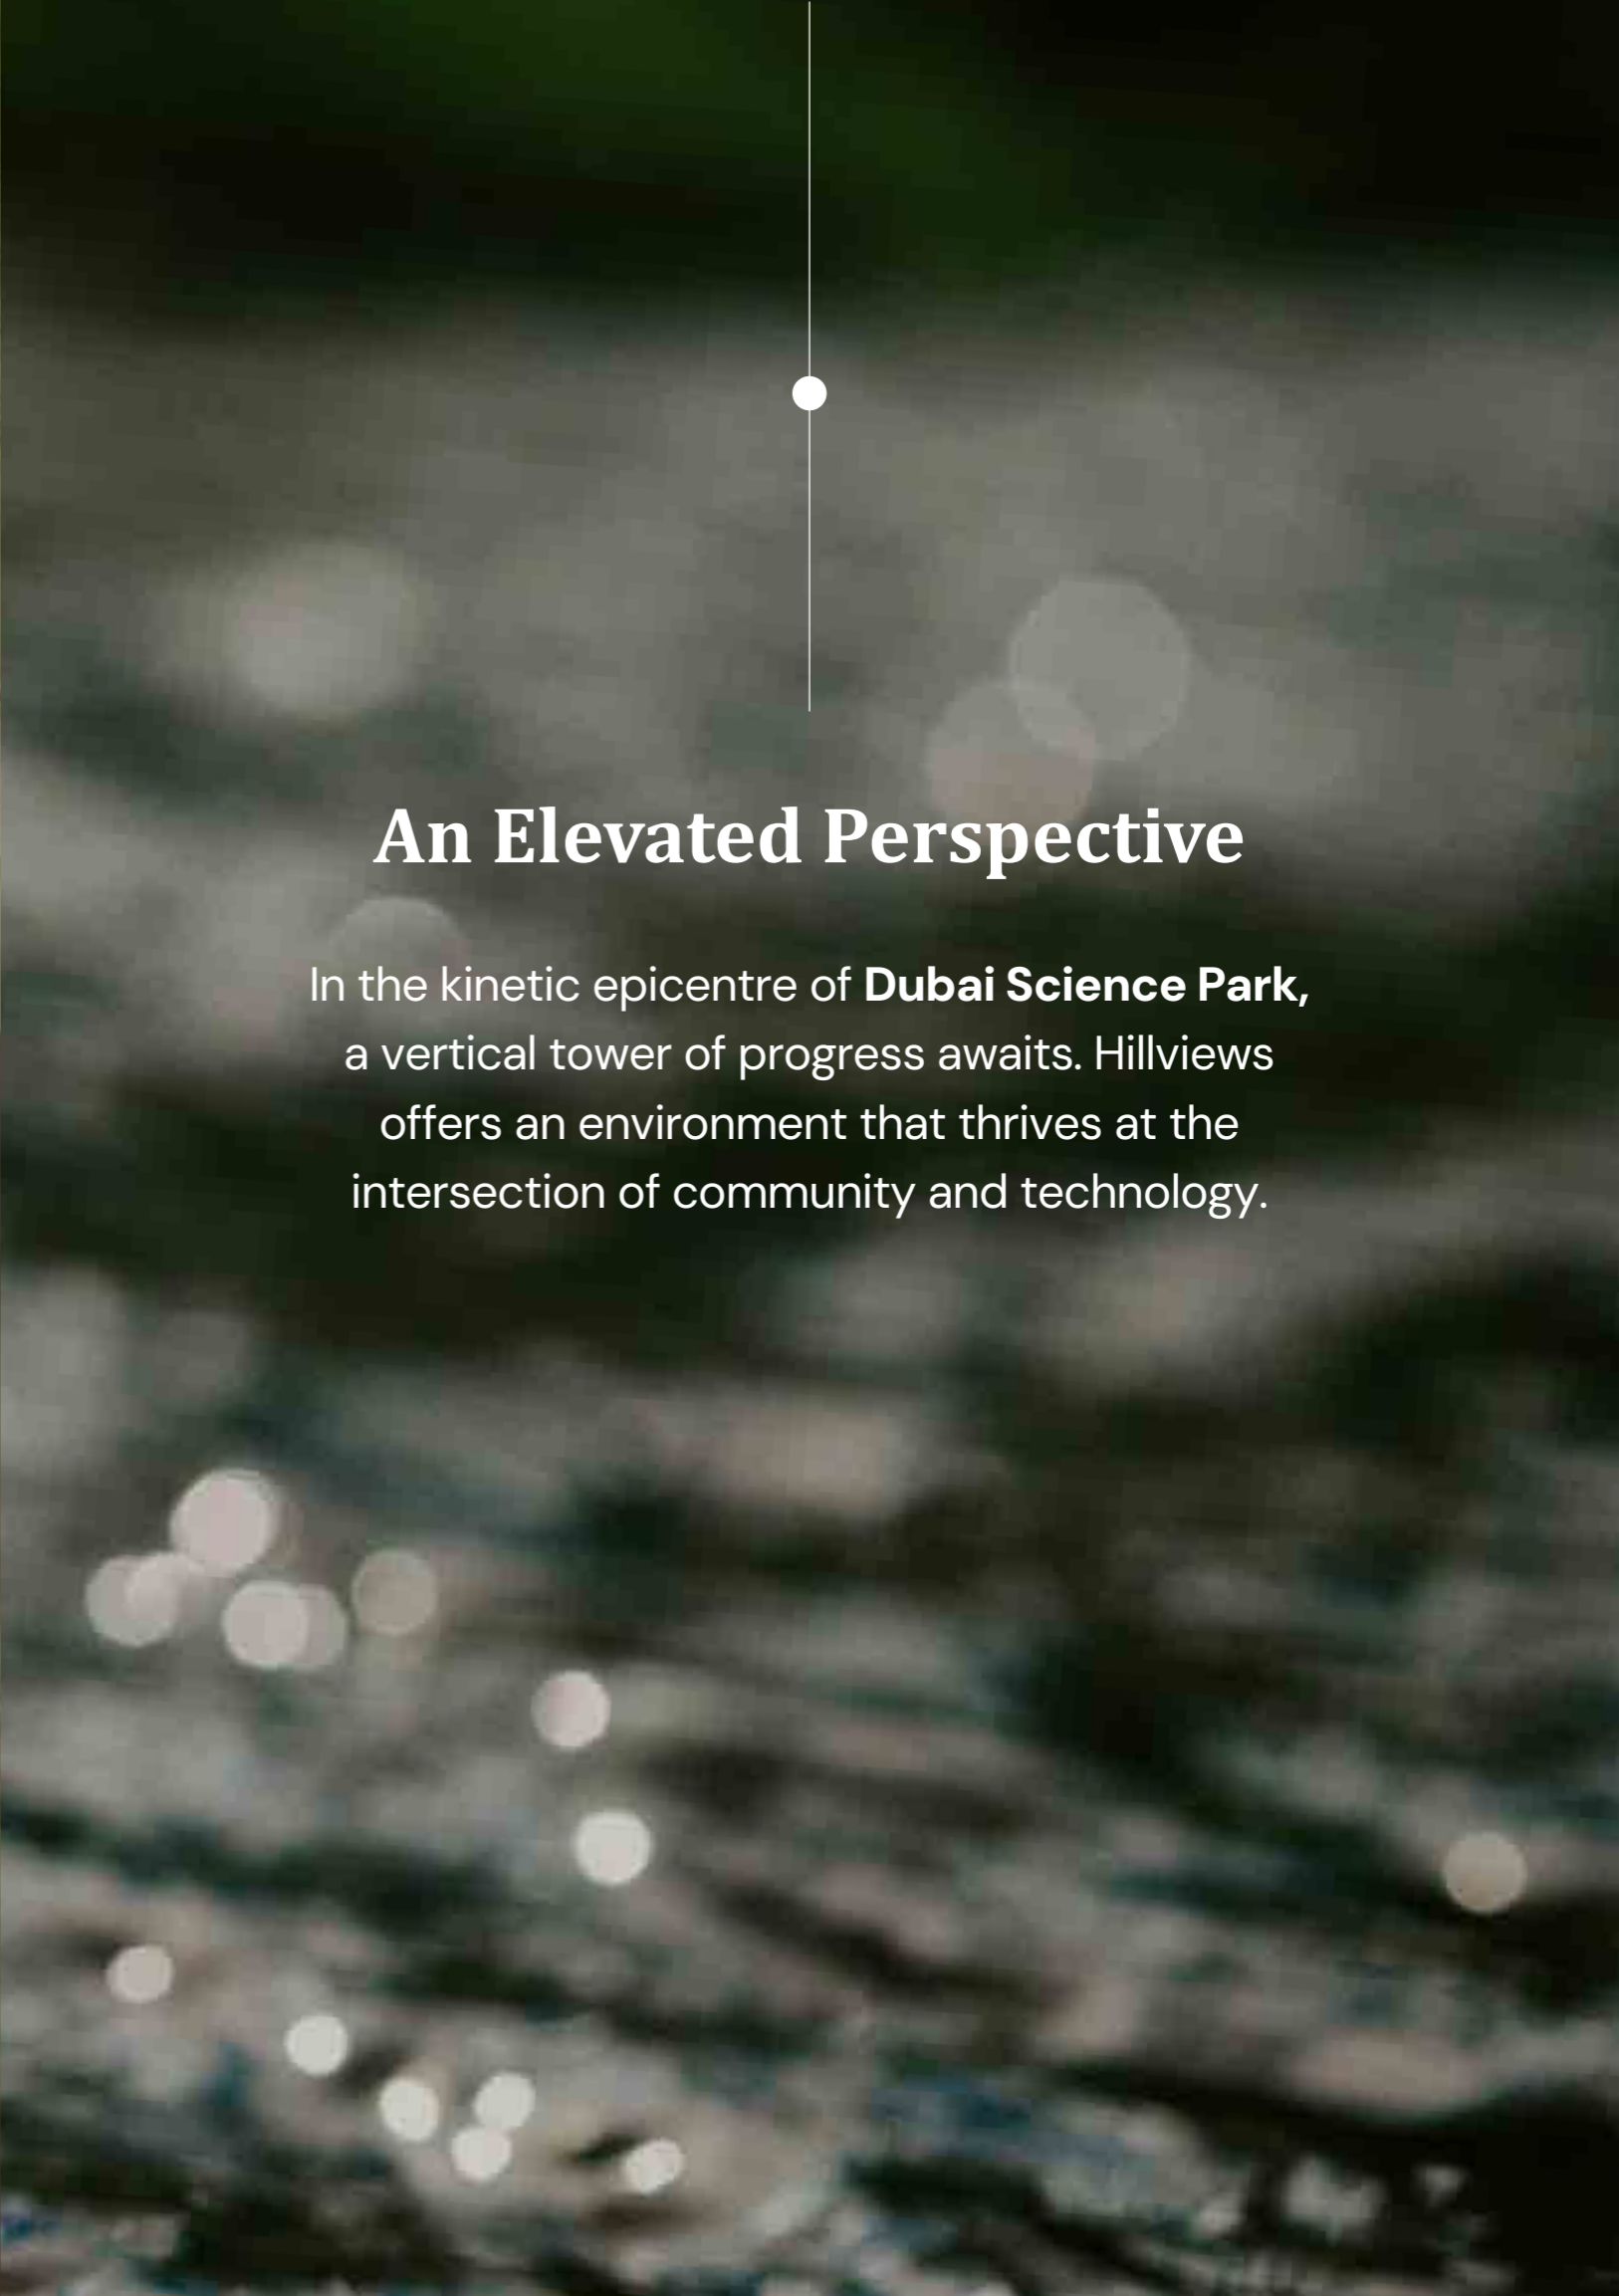 An Elevated Perspective
In the kinetic epicentre of Dubai Science Park,
a vertical tower of progress awaits. Hillviews
offers an environment that thrives at the
intersection of community and technology.